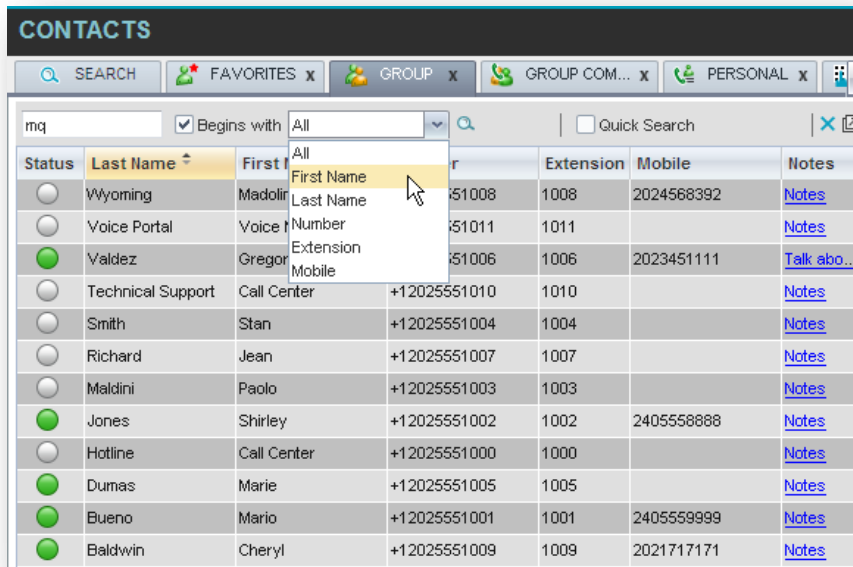 CONTACTS
SEARCH FAVORITES x GROUP x GROUP COM... x PERSONAL x
mq Begins with All Quick Search
All
First Name
Last Name
Number
Extension
Mobile
Status Last Name First N r Extension Mobile Notes
Wyoming Madolin 51008 1008 2024568392 Notes
Voice Portal Voice 51011 1011 Notes
Valdez Gregor 51006 1006 2023451111 Talk abo...
Technical Support Call Center +12025551010 1010 Notes
Smith Stan +12025551004 1004 Notes
Richard Jean +12025551007 1007 Notes
Maldini Paolo +12025551003 1003 Notes
Jones Shirley +12025551002 1002 2405558888 Notes
Hotline Call Center +12025551000 1000 Notes
Dumas Marie +12025551005 1005 Notes
Bueno Mario +12025551001 1001 2405559999 Notes
Baldwin Cheryl +12025551009 1009 2021717171 Notes